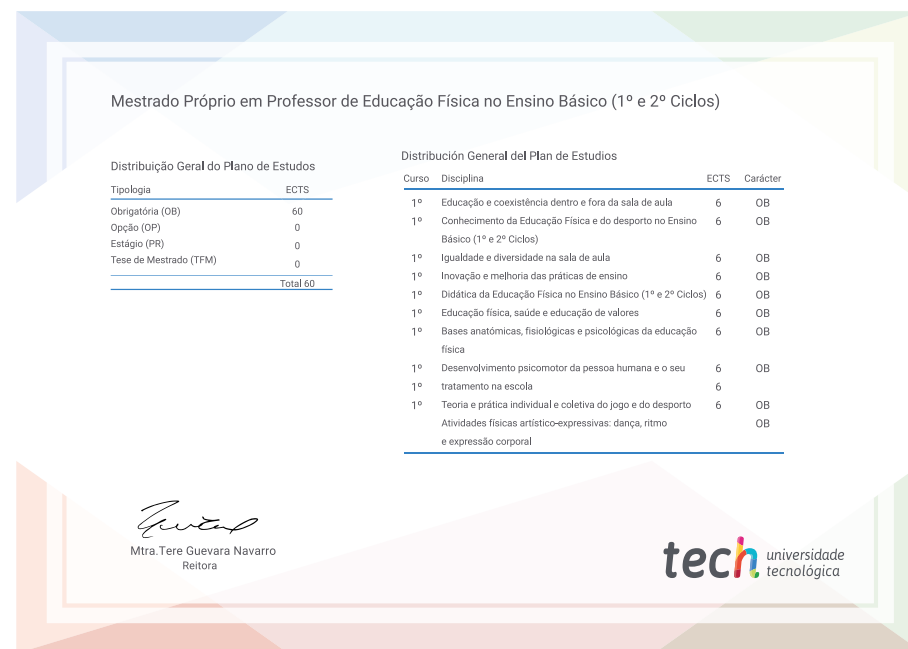 Mestrado Próprio em Professor de Educação Física no Ensino Básico (1º e 2º Ciclos)
Distribuição Geral do Plano de Estudos
Tipologia ECTS
Obrigatória (OB) 60
Opção (OP) 0
Estágio (PR) 0
Tese de Mestrado (TFM) 0
Total 60
Distribución General del Plan de Estudios
Curso Disciplina ECTS Carácter
1º Educação e coexistência dentro e fora da sala de aula 6 OB
1º Conhecimento da Educação Física e do desporto no Ensino 6 OB
Básico (1º e 2º Ciclos)
1º Igualdade e diversidade na sala de aula 6 OB
1º Inovação e melhoria das práticas de ensino 6 OB
1º Didática da Educação Física no Ensino Básico (1º e 2º Ciclos) 6 OB
1º Educação física, saúde e educação de valores 6 OB
1º Bases anatómicas, fisiológicas e psicológicas da educação 6 OB
física
1º Desenvolvimento psicomotor da pessoa humana e o seu 6 OB
1º tratamento na escola 6
1º Teoria e prática individual e coletiva do jogo e do desporto 6 OB
Atividades físicas artístico-expressivas: dança, ritmo OB
e expressão corporal
Mtra.Tere Guevara Navarro
Reitora
tech universidade
tecnológica